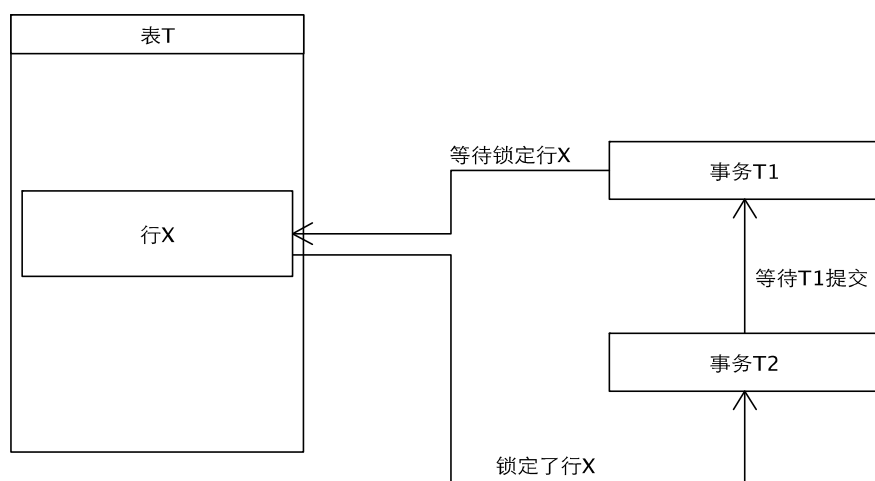 表T
等待锁定行X
事务T1
行X
等待T1提交
事务T2
锁定了行X